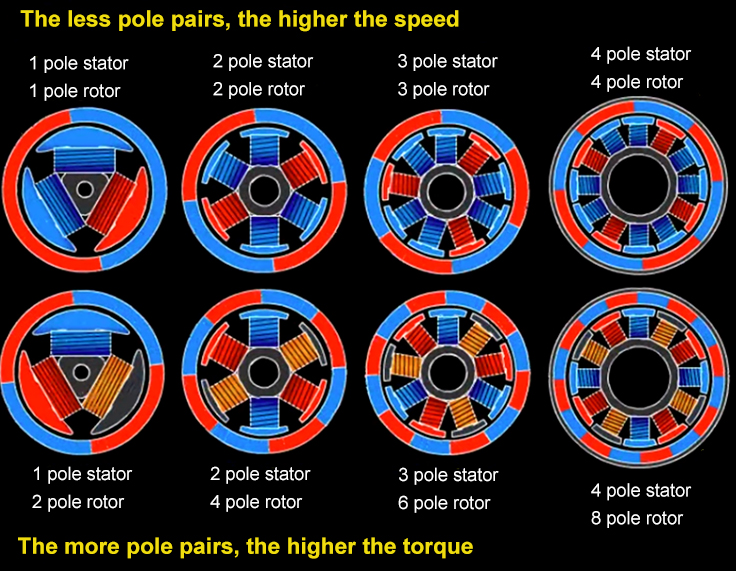 The less pole pairs, the higher the speed
1 pole stator
1 pole rotor
2 pole stator
2 pole rotor
3 pole stator
3 pole rotor
4 pole stator
4 pole rotor
1 pole stator
2 pole rotor
2 pole stator
4 pole rotor
3 pole stator
6 pole rotor
4 pole stator
8 pole rotor
The more pole pairs, the higher the torque